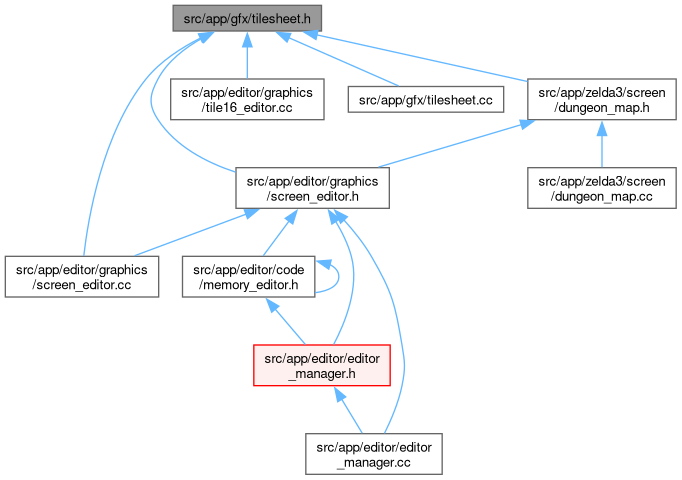 src/app/gfx/tilesheet.h
src/app/editor/graphics
/tile16_editor.cc
src/app/gfx/tilesheet.cc
src/app/zelda3/screen
/dungeon_map.h
src/app/editor/graphics
/screen_editor.h
src/app/zelda3/screen
/dungeon_map.cc
src/app/editor/graphics
/screen_editor.cc
src/app/editor/code
/memory_editor.h
src/app/editor/editor
_manager.h
src/app/editor/editor
_manager.cc